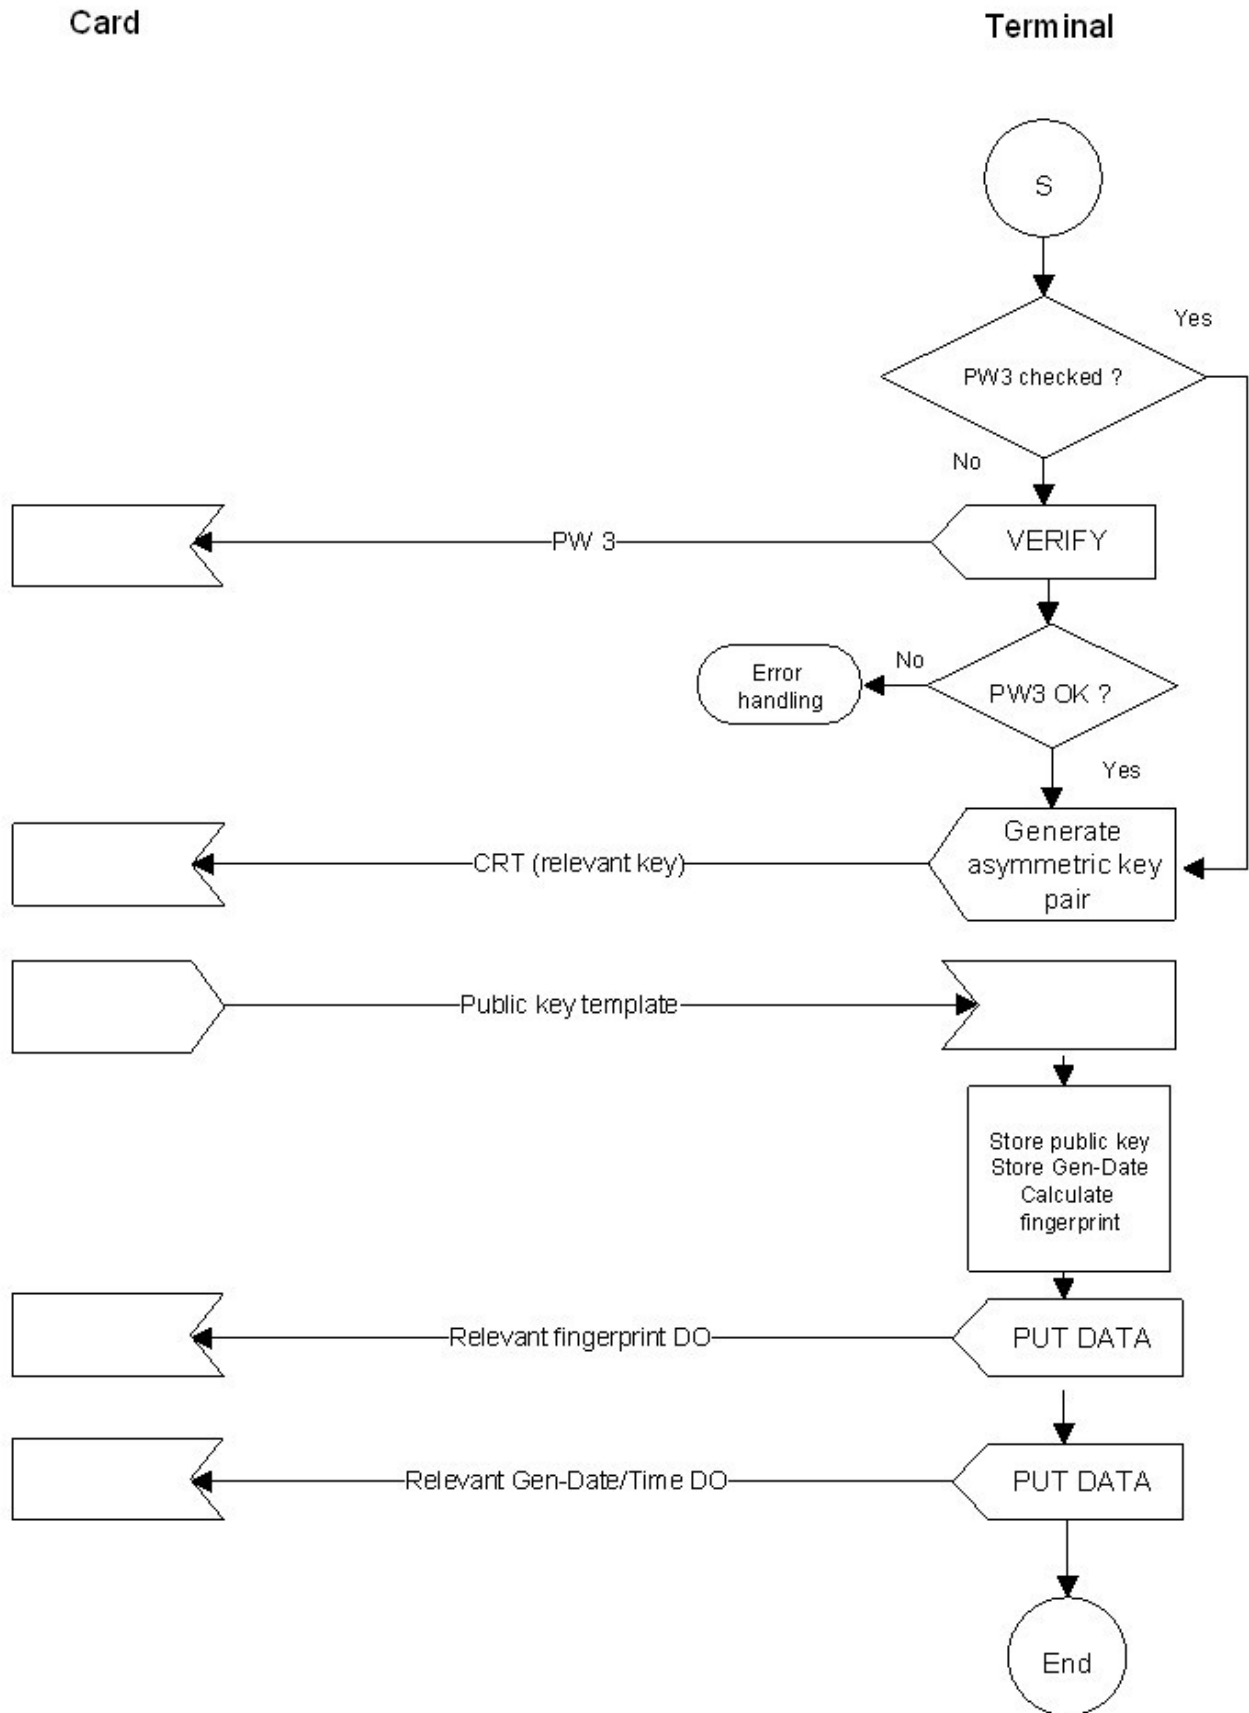 Card
Terminal
S
Yes
PW3 checked ?
No
PW 3
VERIFY
No
Error
handling
PW3 OK ?
Yes
CRT (relevant key)
Generate
asymmetric key
pair
Public key template
Store public key
Store Gen-Date
Calculate
fingerprint
Relevant fingerprint DO
PUT DATA
Relevant Gen-Date/Time DO
PUT DATA
End